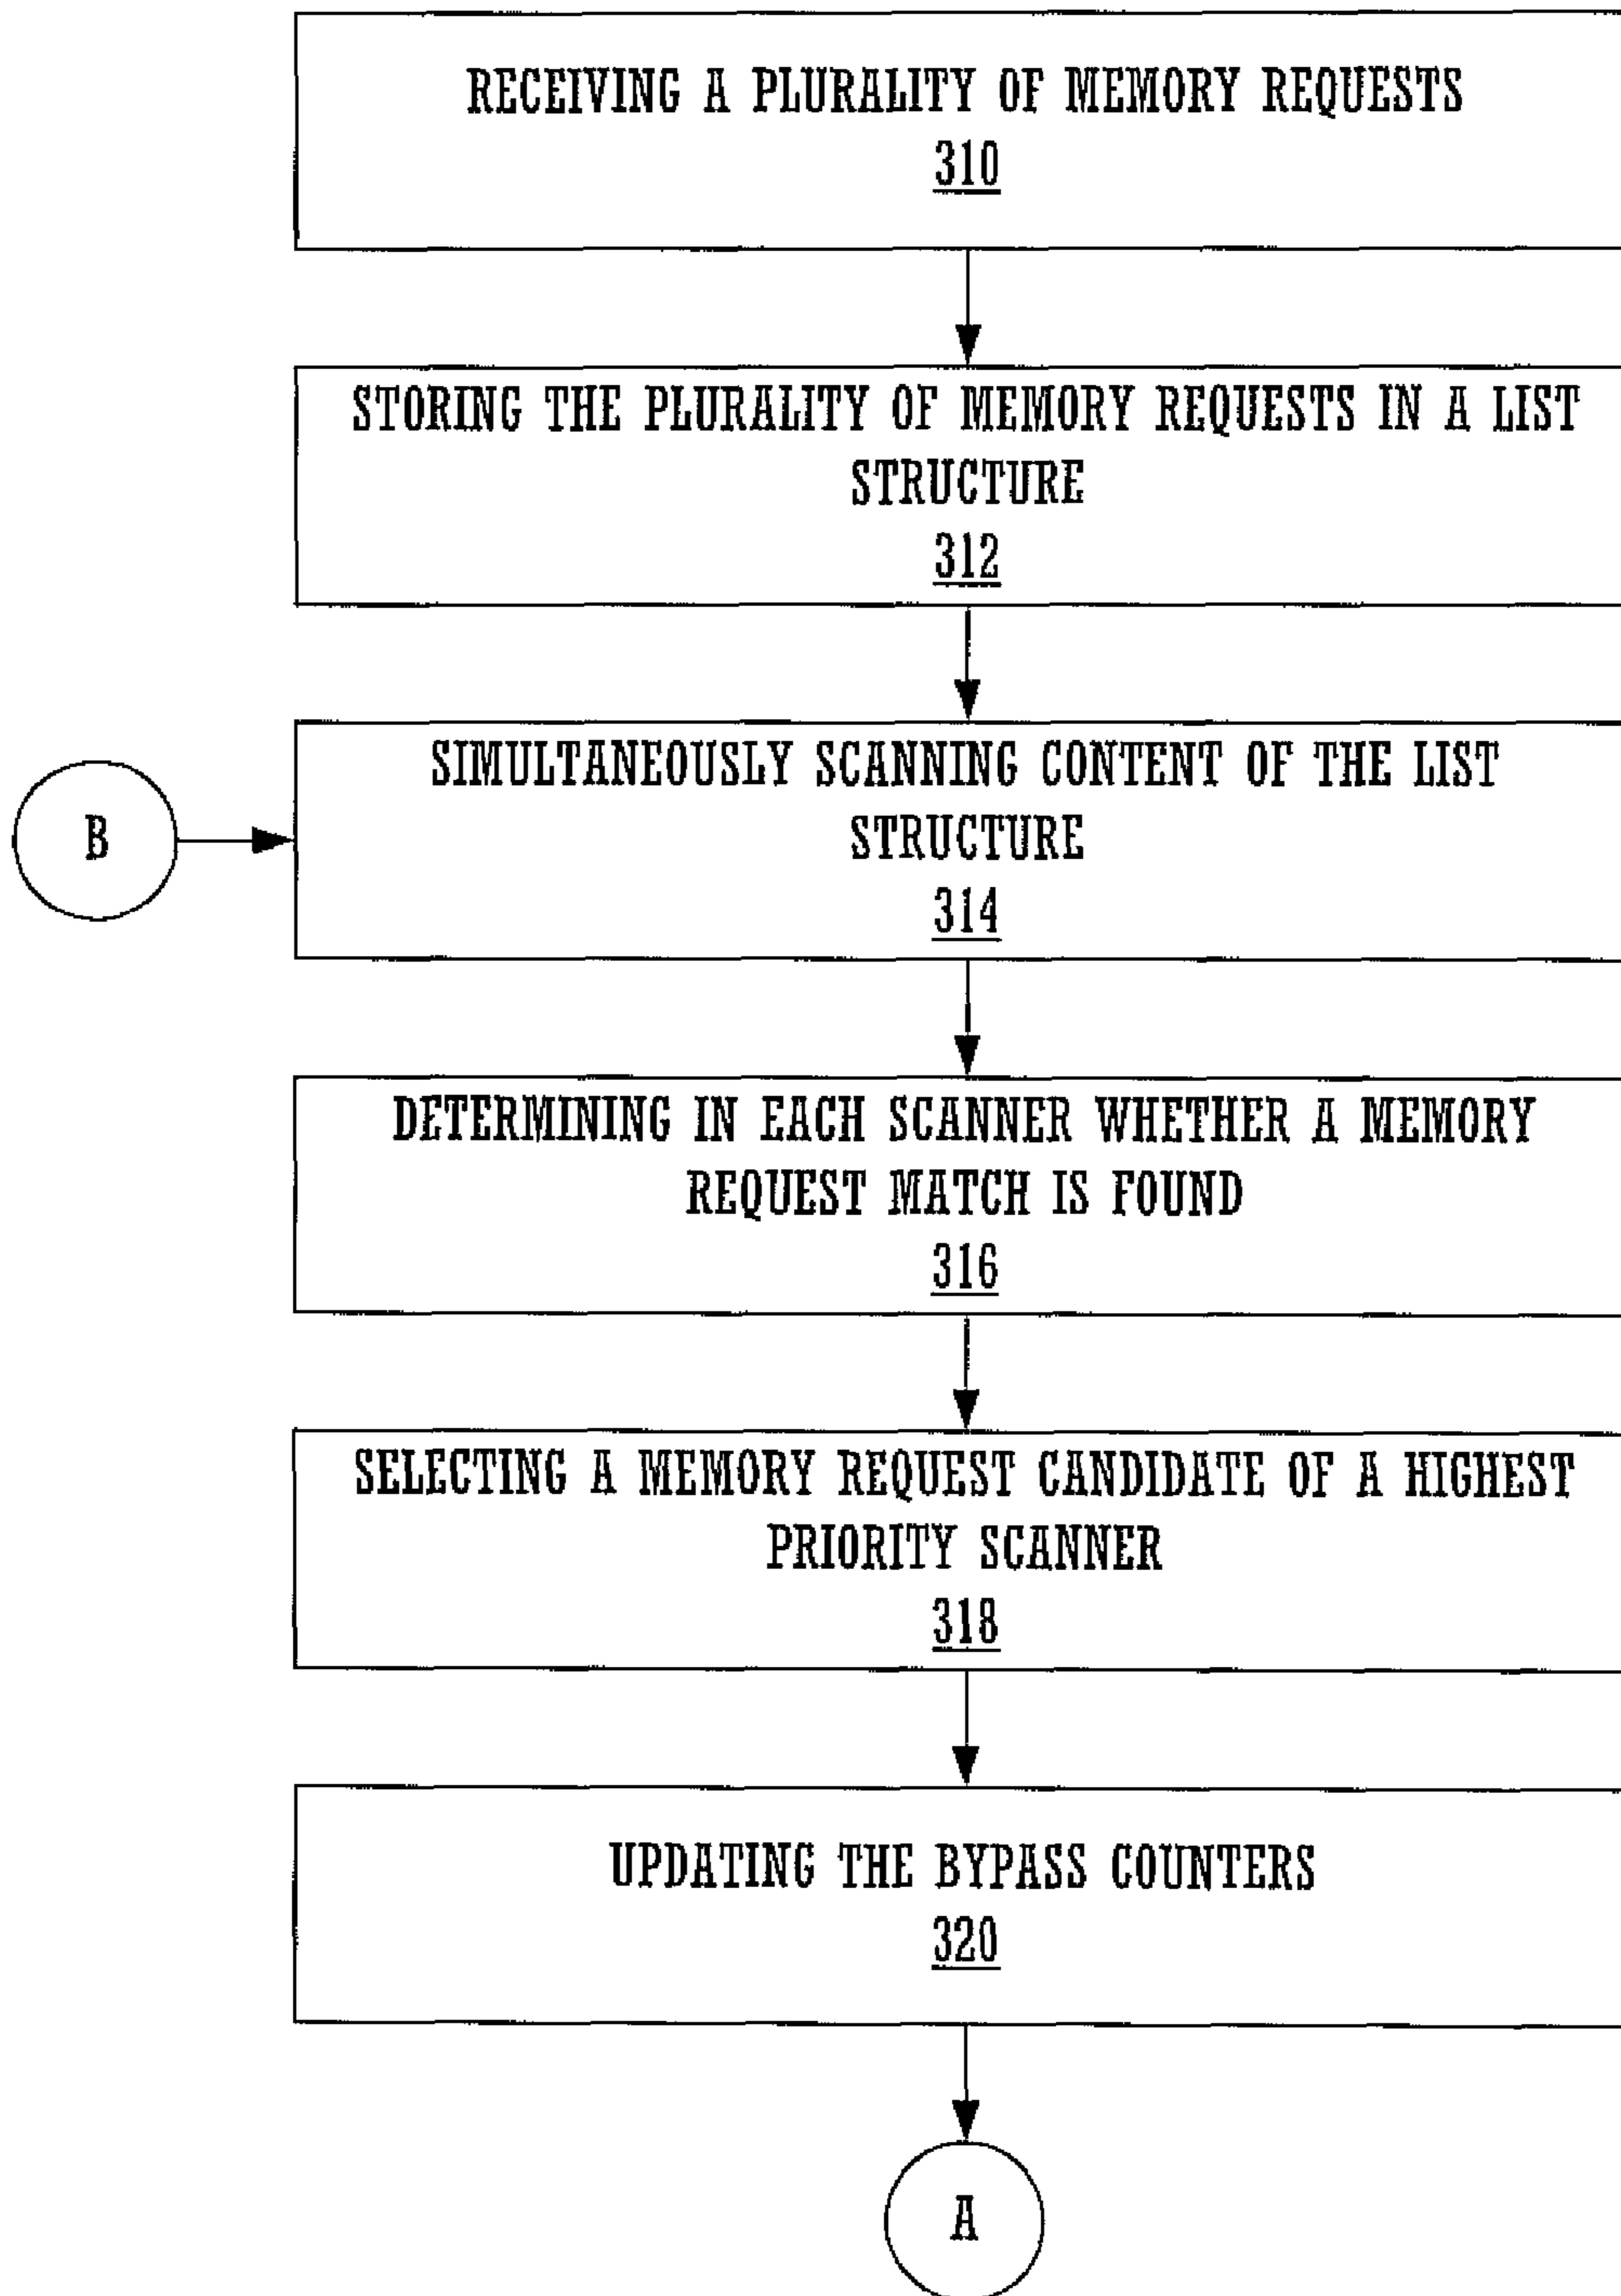 RECEIVING A PLURALITY OF MEMORY REQUESTS
310
STORING THE PLURALITY OF MEMORY REQUESTS IN A LIST
STRUCTURE
312
SIMULTANEOUSLY SCANNING CONTENT OF THE LIST
STRUCTURE
314
B
DETERMINING IN EACH SCANNER WHETHER A MEMORY
REQUEST MATCH IS FOUND
316
SELECTING A MEMORY REQUEST CANDIDATE OF A HIGHEST
PRIORITY SCANNER
318
UPDATING THE BYPASS COUNTERS
320
A